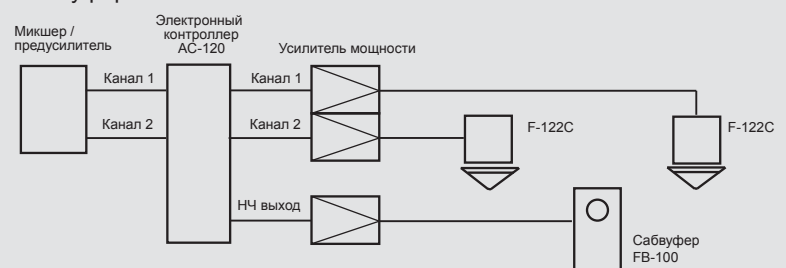 Микшер /
предусилитель
Электронный
контроллер
AC-120
Усилитель мощности
Канал 1
Канал 1
Канал 2
Канал 2
F-122C
F-122C
НЧ выход
Сабвуфер
FB-100